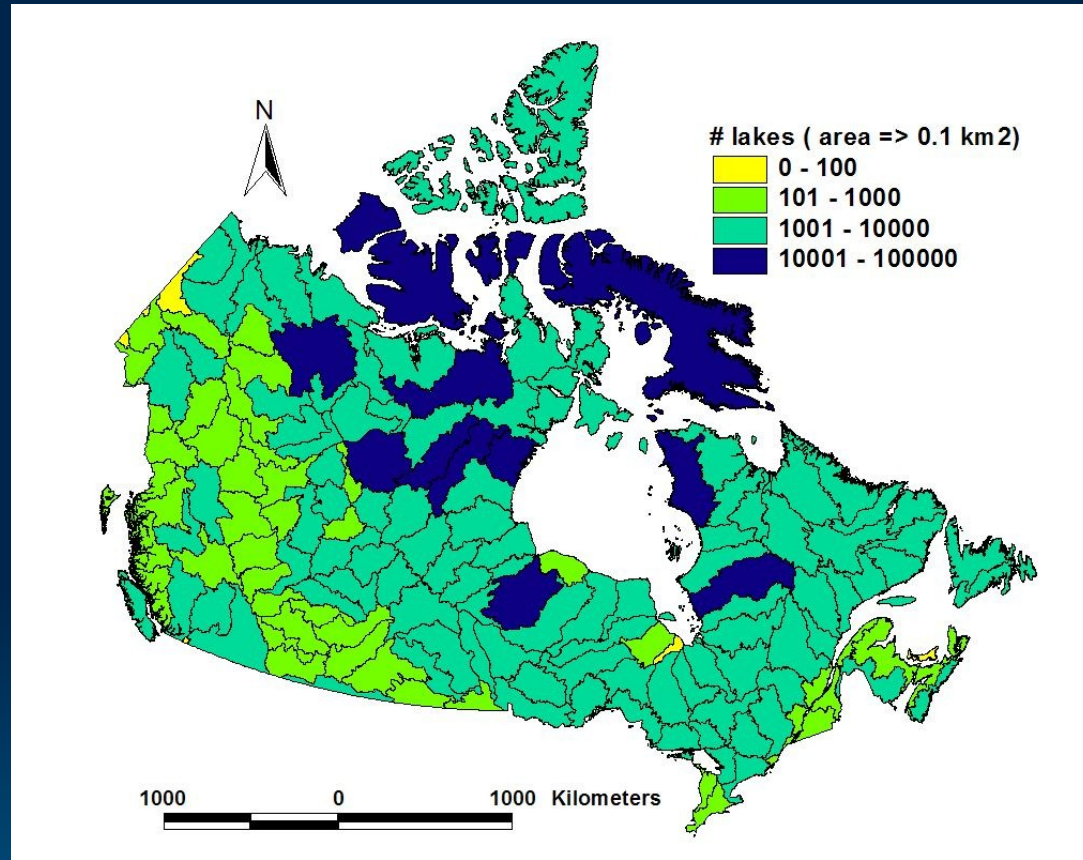 N
# lakes ( area => 0.1 km2)
0 - 100
101 - 1000
1001 - 10000
10001 - 100000
1000 0 1000 Kilometers